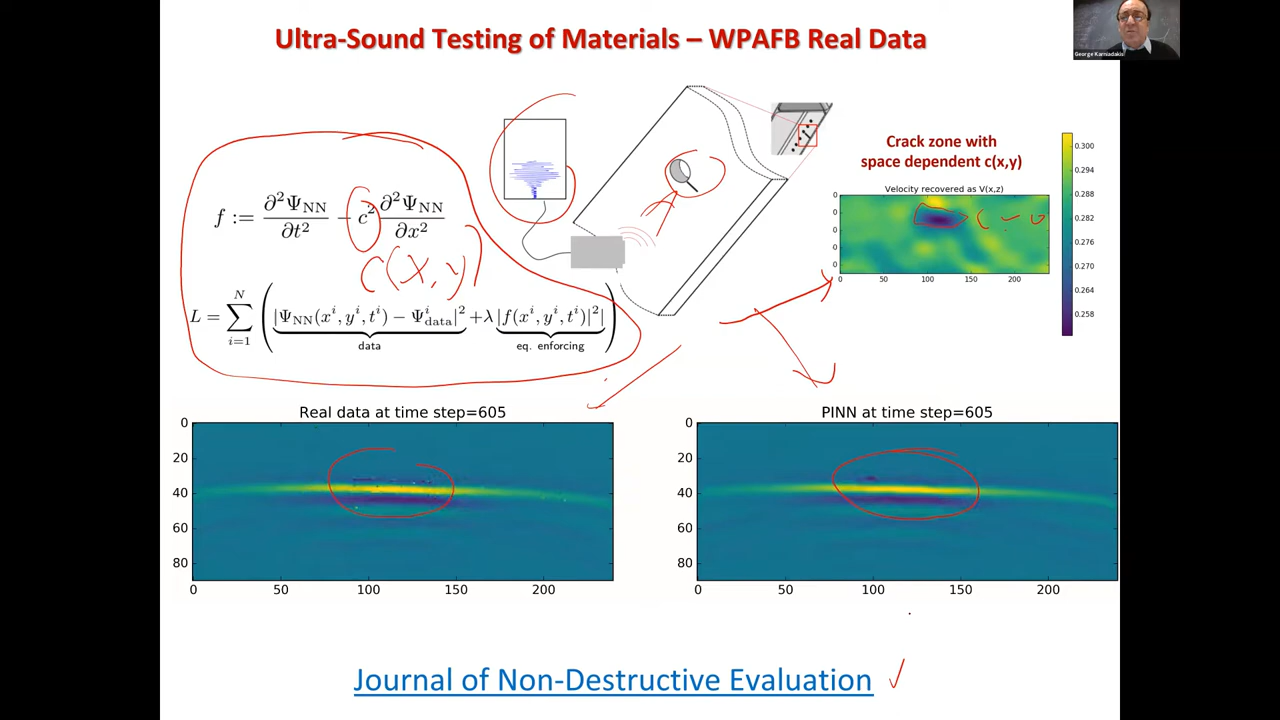 Ultra-Sound Testing of Materials – WPAFB Real Data
George Karniadakis
Crack zone with
space dependent c(x,y)
Velocity recovered as V(x,z)
0
0
0
0
0 50 100 150 200
0.300
0.294
0.288
0.282
0.276
0.270
0.264
0.258
f := ∂²Ψ_NN/∂t² − c² ∂²Ψ_NN/∂x²
c(x,y)
L = ∑_{i=1}^{N} ( |Ψ_NN(x^i, y^i, t^i) − Ψ^i_data|² + λ |f(x^i, y^i, t^i)|²| )
data eq. enforcing
Real data at time step=605
0
20
40
60
80
0 50 100 150 200
PINN at time step=605
0
20
40
60
80
0 50 100 150 200
Journal of Non-Destructive Evaluation